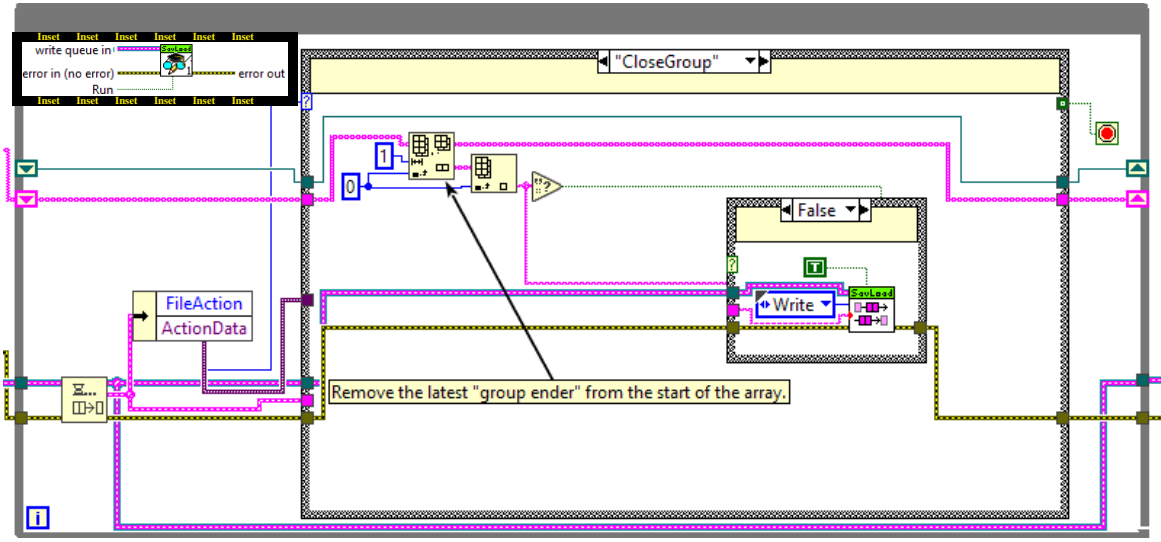 Inset Inset Inset Inset Inset Inset
write queue in
SavLoad
error in (no error)
error out
1
Run
Inset Inset Inset Inset Inset Inset
"CloseGroup"
?
1
0
?
False
?
T
FileAction
ActionData
Write
SavLoad
Remove the latest "group ender" from the start of the array.
i